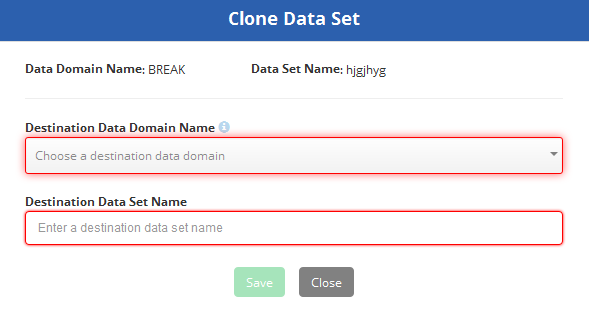 Clone Data Set
Data Domain Name: BREAK Data Set Name: hjgjhyg
Destination Data Domain Name
Choose a destination data domain
Destination Data Set Name
Enter a destination data set name
Save Close